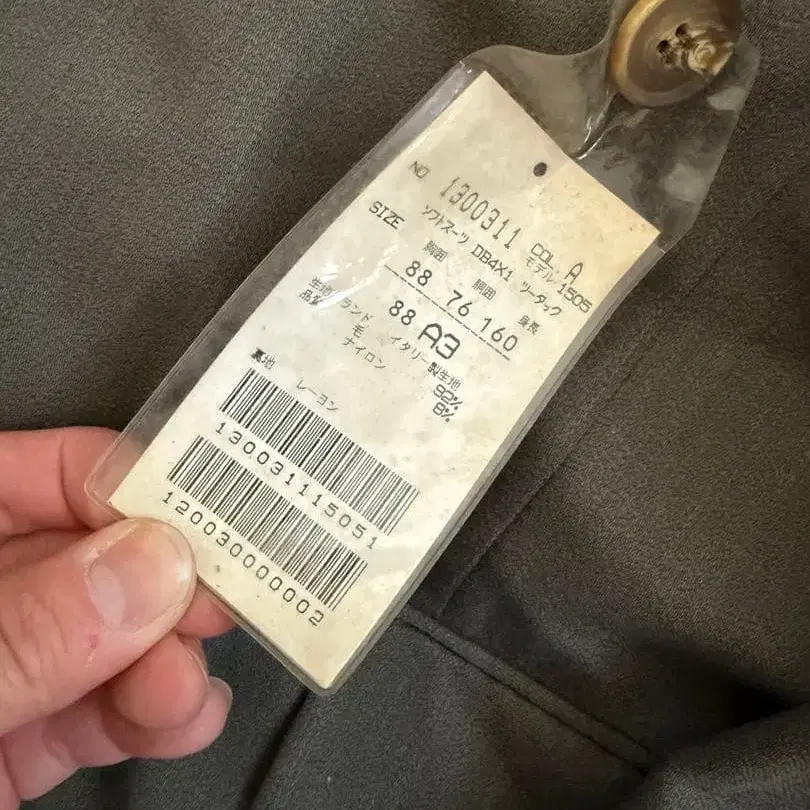 NO 1300311 COL A
ソフトスーツ モデル 1505
SIZE DB4X1 ツータック
胸囲 胴囲 身長
88 76 160
88 A3
生地ブランド イタリー製生地
品質 毛 92%
ナイロン 8%
裏地 レーヨン
1300311115051
1200300000002